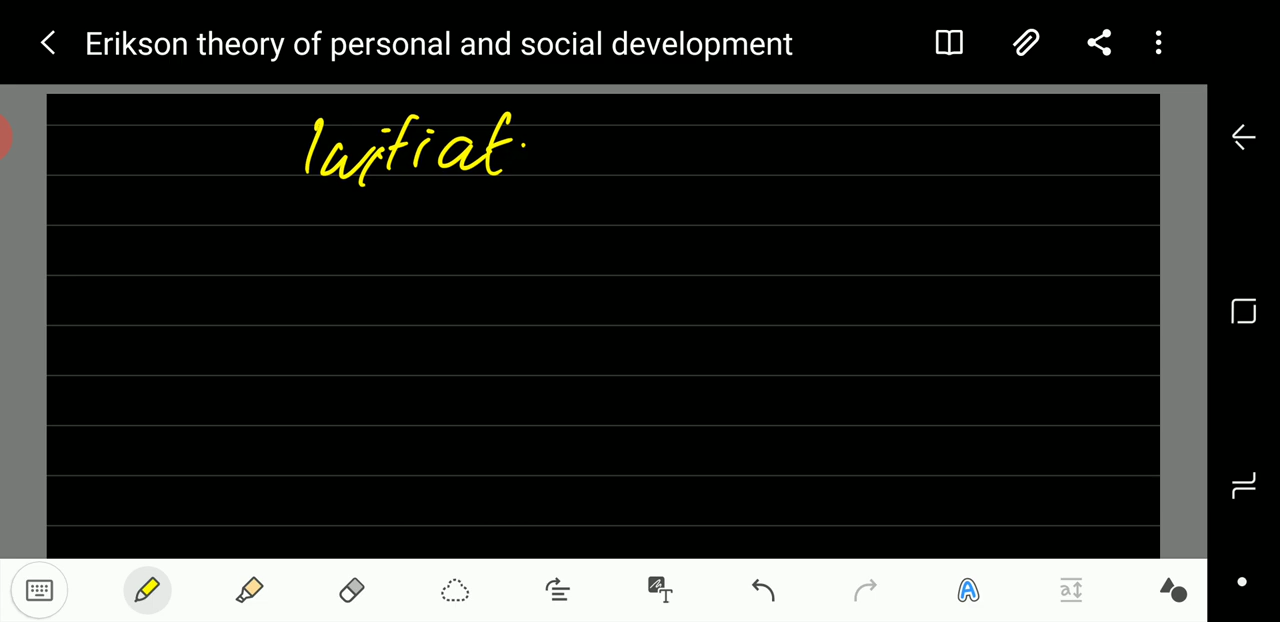 Erikson theory of personal and social development
Initiat